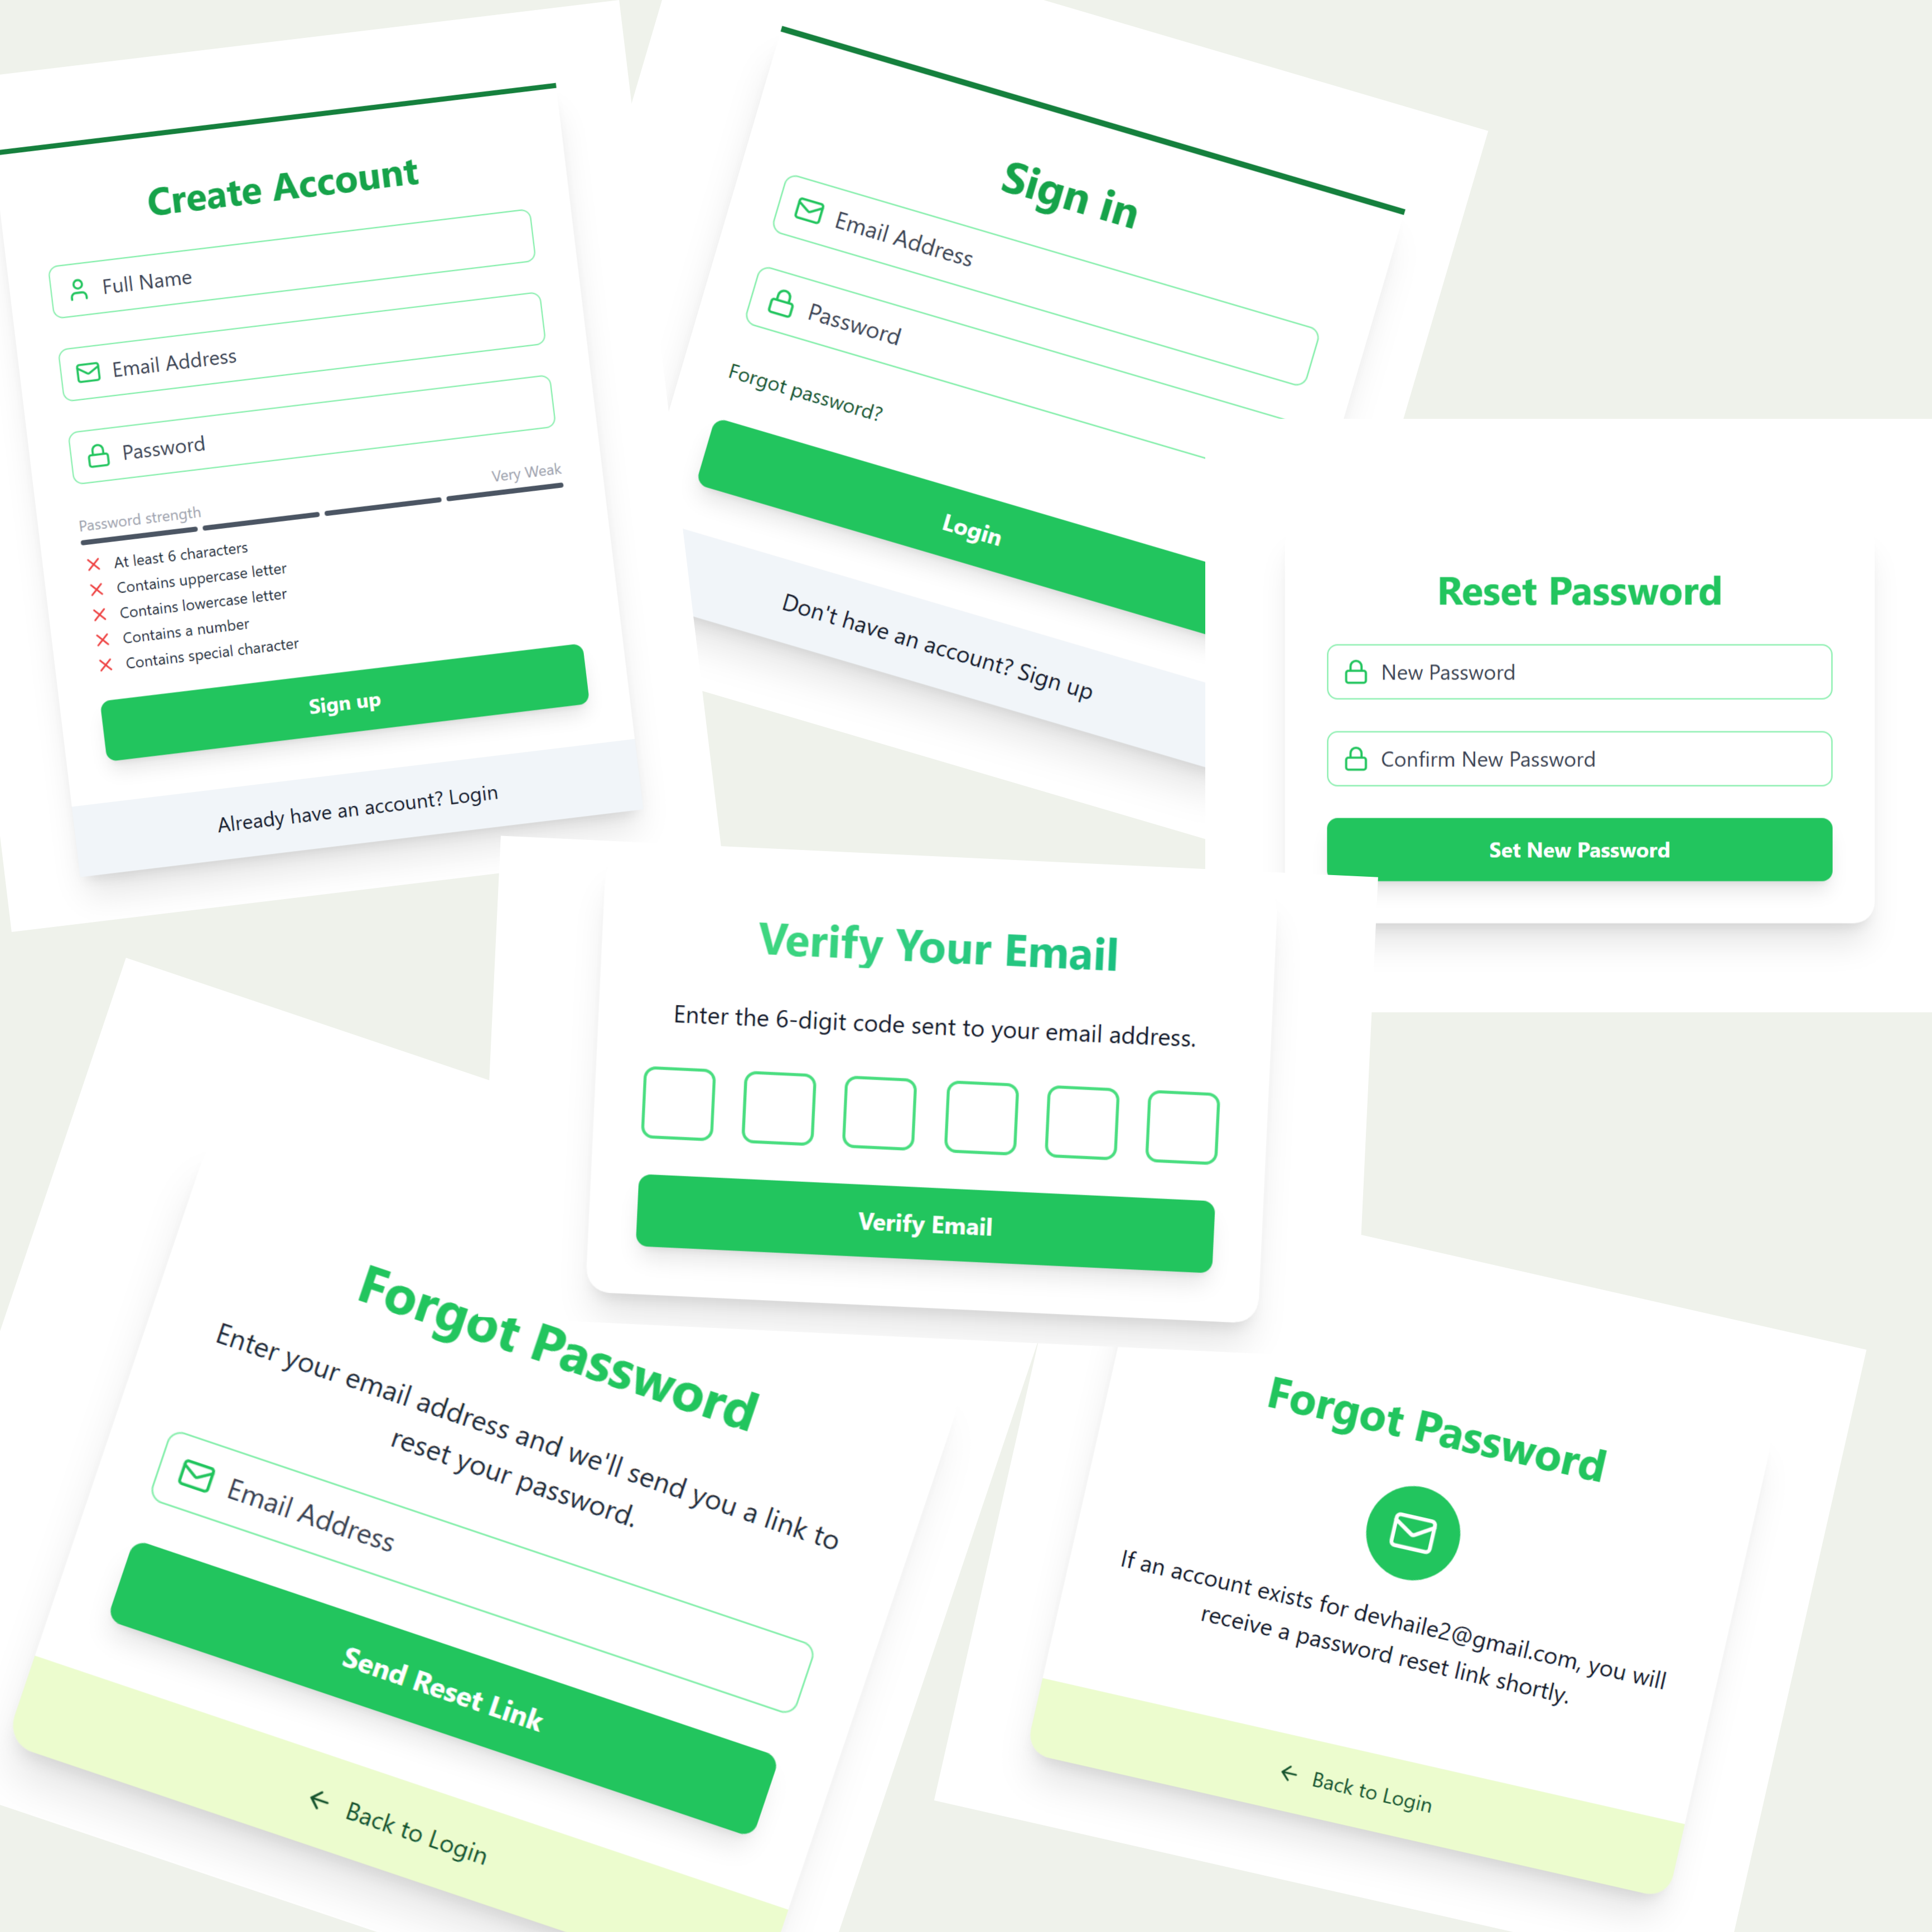 Create Account
Full Name
Email Address
Password
Password strength
Very Weak
At least 6 characters
Contains uppercase letter
Contains lowercase letter
Contains a number
Contains special character
Sign up
Already have an account? Login
Sign in
Email Address
Password
Forgot password?
Login
Don't have an account? Sign up
Reset Password
New Password
Confirm New Password
Set New Password
Verify Your Email
Enter the 6-digit code sent to your email address.
Verify Email
Forgot Password
Enter your email address and we'll send you a link to
reset your password.
Email Address
Send Reset Link
Back to Login
Forgot Password
If an account exists for devhaile2@gmail.com, you will
receive a password reset link shortly.
Back to Login